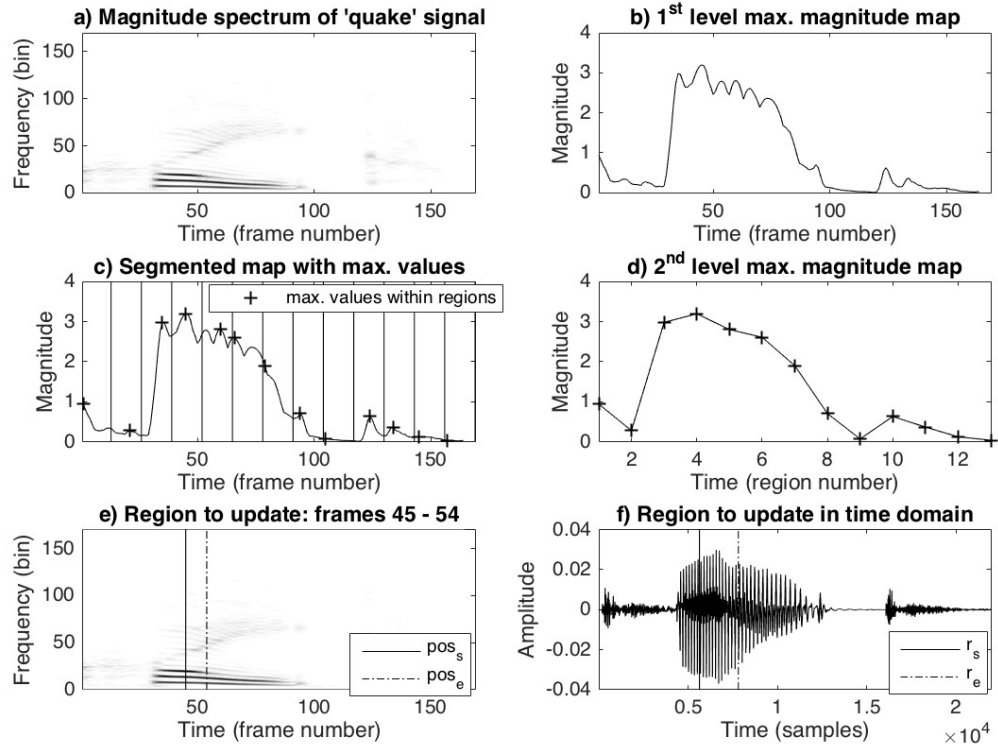 a) Magnitude spectrum of 'quake' signal
Frequency (bin)
150
100
50
0
50
100
150
Time (frame number)
b) 1st level max. magnitude map
Magnitude
4
3
2
1
0
50
100
150
Time (frame number)
c) Segmented map with max. values
max. values within regions
Magnitude
4
3
2
1
0
50
100
150
Time (frame number)
d) 2nd level max. magnitude map
Magnitude
4
3
2
1
0
2
4
6
8
10
12
Time (region number)
e) Region to update: frames 45 - 54
Frequency (bin)
150
100
50
0
pos_s
pos_e
50
100
150
Time (frame number)
f) Region to update in time domain
Amplitude
0.04
0.02
0
-0.02
-0.04
r_s
r_e
0.5
1
1.5
2
Time (samples)
×10^4